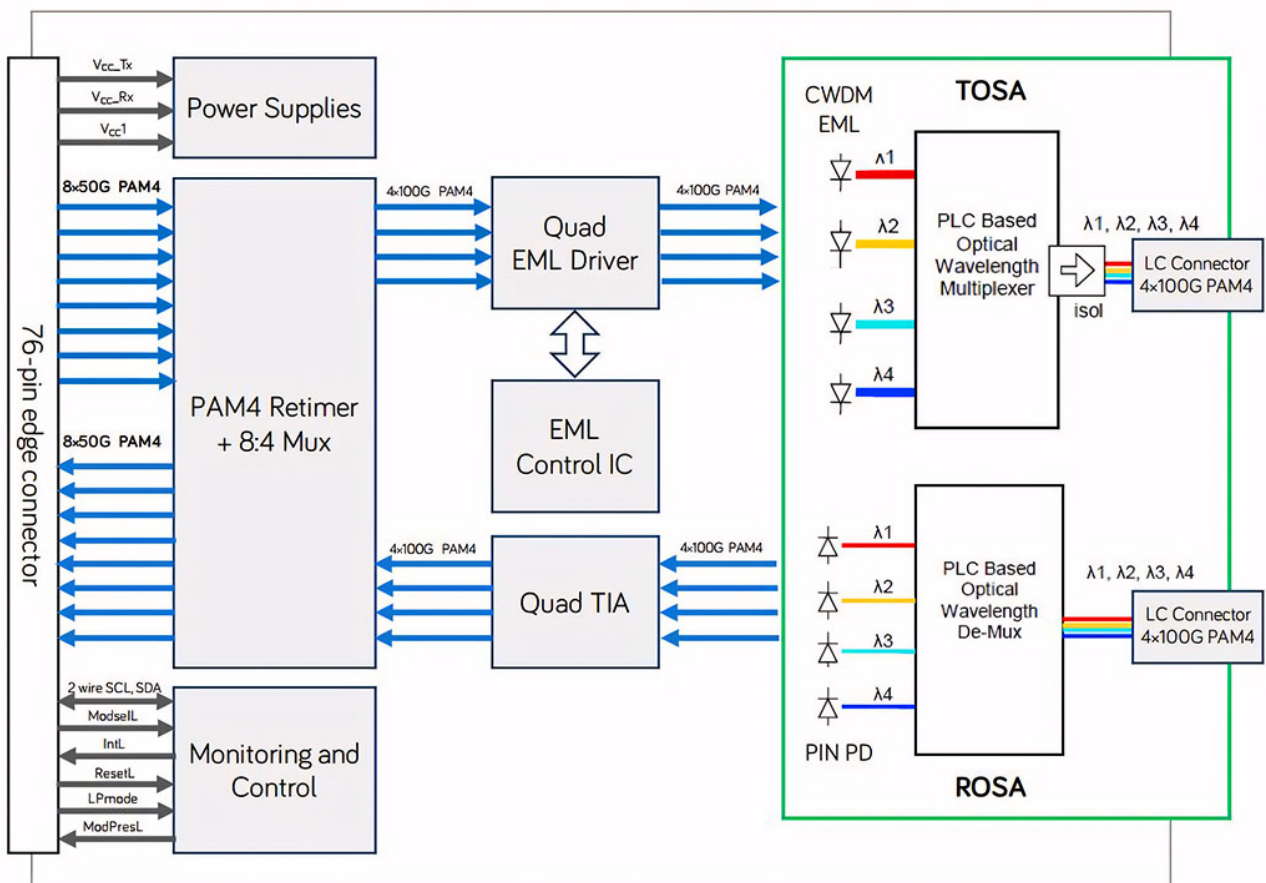 V_CC_Tx
V_CC_Rx
V_CC1
Power Supplies
8×50G PAM4
8×50G PAM4
76-pin edge connector
PAM4 Retimer
+ 8:4 Mux
4×100G PAM4
Quad
EML Driver
4×100G PAM4
EML
Control IC
4×100G PAM4
Quad TIA
4×100G PAM4
2 wire SCL, SDA
ModselL
IntL
ResetL
LPmode
ModPresL
Monitoring and
Control
TOSA
CWDM
EML
λ1
λ2
λ3
λ4
PLC Based
Optical
Wavelength
Multiplexer
isol
λ1, λ2, λ3, λ4
LC Connector
4×100G PAM4
λ1
λ2
λ3
λ4
PIN PD
PLC Based
Optical
Wavelength
De-Mux
λ1, λ2, λ3, λ4
LC Connector
4×100G PAM4
ROSA